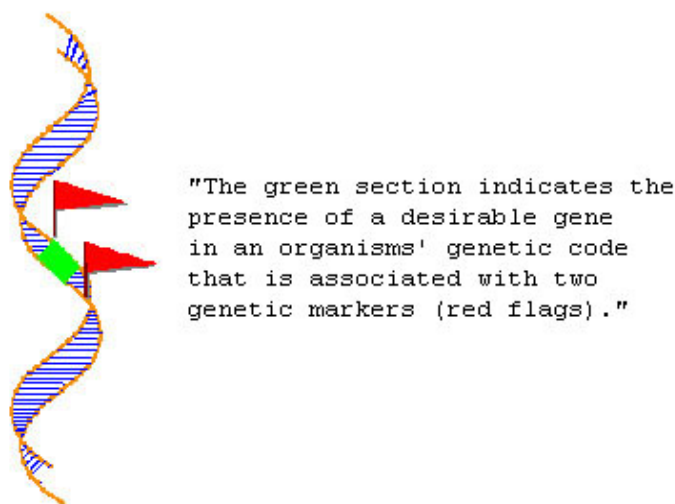 "The green section indicates the
presence of a desirable gene
in an organisms' genetic code
that is associated with two
genetic markers (red flags)."